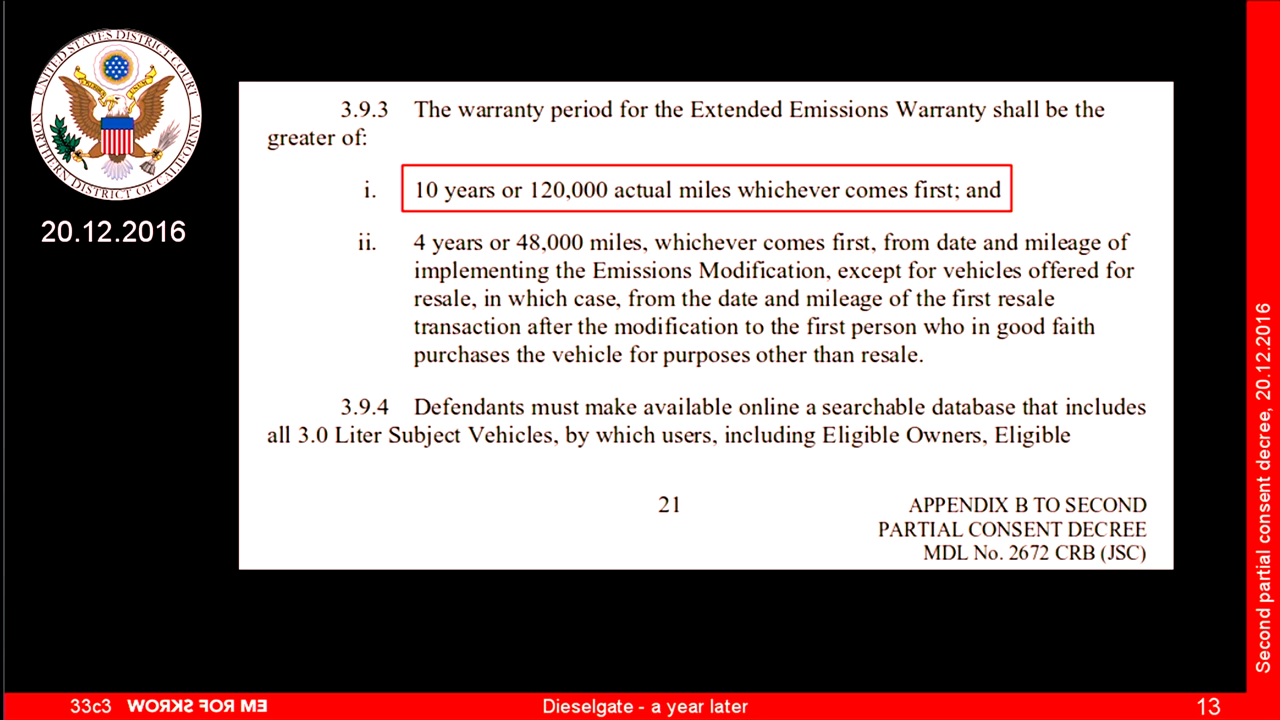 UNITED STATES DISTRICT COURT
NORTHERN DISTRICT OF CALIFORNIA
20.12.2016
3.9.3 The warranty period for the Extended Emissions Warranty shall be the
greater of:
i. 10 years or 120,000 actual miles whichever comes first; and
ii. 4 years or 48,000 miles, whichever comes first, from date and mileage of
implementing the Emissions Modification, except for vehicles offered for
resale, in which case, from the date and mileage of the first resale
transaction after the modification to the first person who in good faith
purchases the vehicle for purposes other than resale.
3.9.4 Defendants must make available online a searchable database that includes
all 3.0 Liter Subject Vehicles, by which users, including Eligible Owners, Eligible
21
APPENDIX B TO SECOND
PARTIAL CONSENT DECREE
MDL No. 2672 CRB (JSC)
Second partial consent decree, 20.12.2016
33c3 WORKS FOR ME
Dieselgate - a year later
13